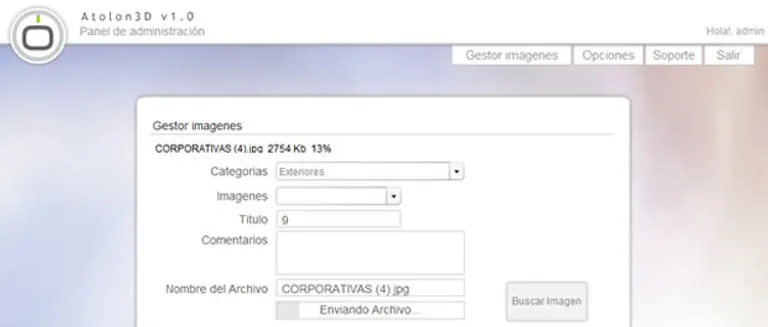 Atolon3D v1.0
Panel de administración
Hola!, admin
Gestor imagenes Opciones Soporte Salir
Gestor imagenes
CORPORATIVAS (4).jpg 2754 Kb 13%
Categorias Exteriores
Imagenes
Titulo 9
Comentarios
Nombre del Archivo CORPORATIVAS (4).jpg
Buscar Imagen
Enviando Archivo...